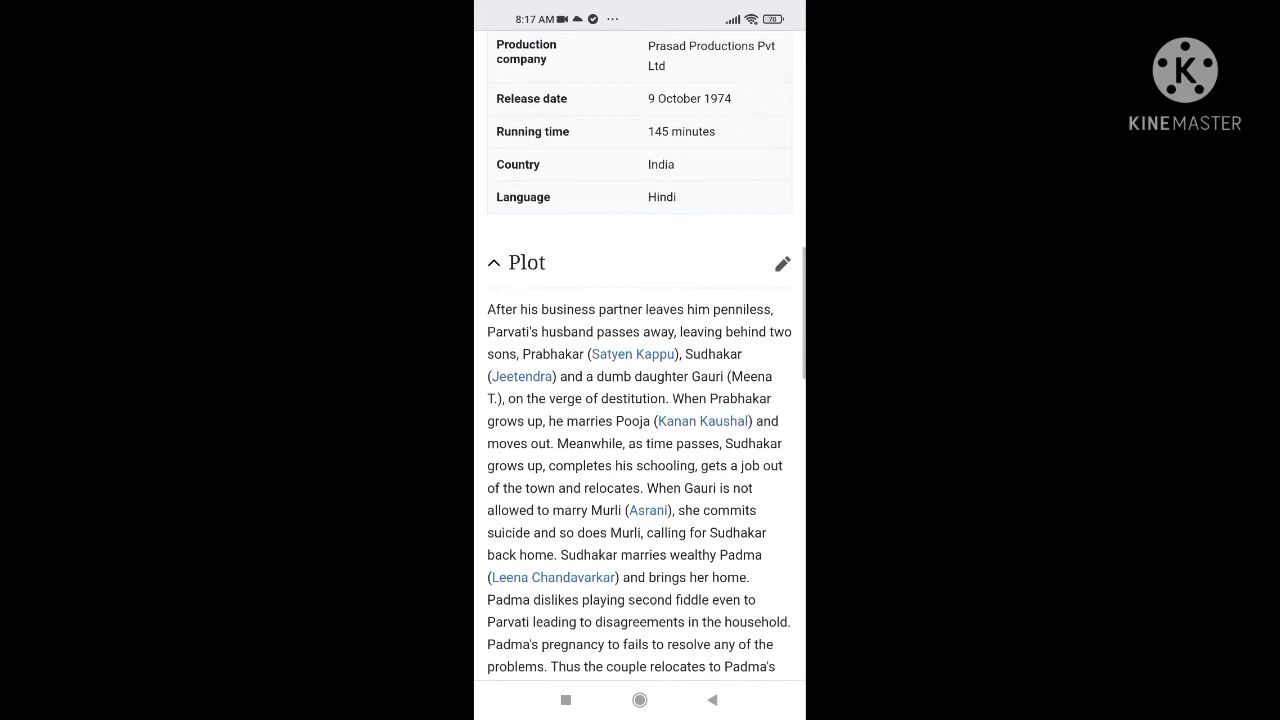 8:17 AM
70
Production
company
Prasad Productions Pvt
Ltd
Release date
9 October 1974
Running time
145 minutes
Country
India
Language
Hindi
Plot
After his business partner leaves him penniless,
Parvati's husband passes away, leaving behind two
sons, Prabhakar (Satyen Kappu), Sudhakar
(Jeetendra) and a dumb daughter Gauri (Meena
T.), on the verge of destitution. When Prabhakar
grows up, he marries Pooja (Kanan Kaushal) and
moves out. Meanwhile, as time passes, Sudhakar
grows up, completes his schooling, gets a job out
of the town and relocates. When Gauri is not
allowed to marry Murli (Asrani), she commits
suicide and so does Murli, calling for Sudhakar
back home. Sudhakar marries wealthy Padma
(Leena Chandavarkar) and brings her home.
Padma dislikes playing second fiddle even to
Parvati leading to disagreements in the household.
Padma's pregnancy to fails to resolve any of the
problems. Thus the couple relocates to Padma's
K
KINEMASTER